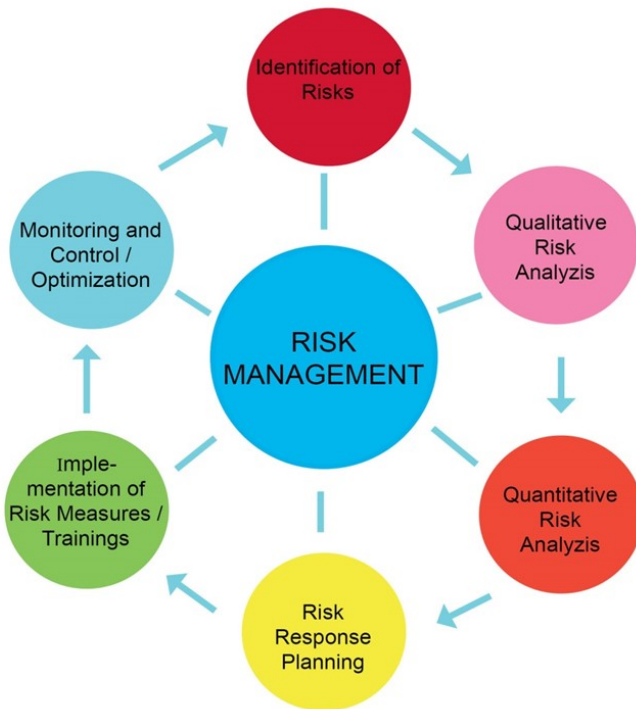 Identification of
Risks
Qualitative
Risk
Analyzis
Quantitative
Risk
Analyzis
Risk
Response
Planning
Imple-
mentation of
Risk Measures /
Trainings
Monitoring and
Control /
Optimization
RISK
MANAGEMENT